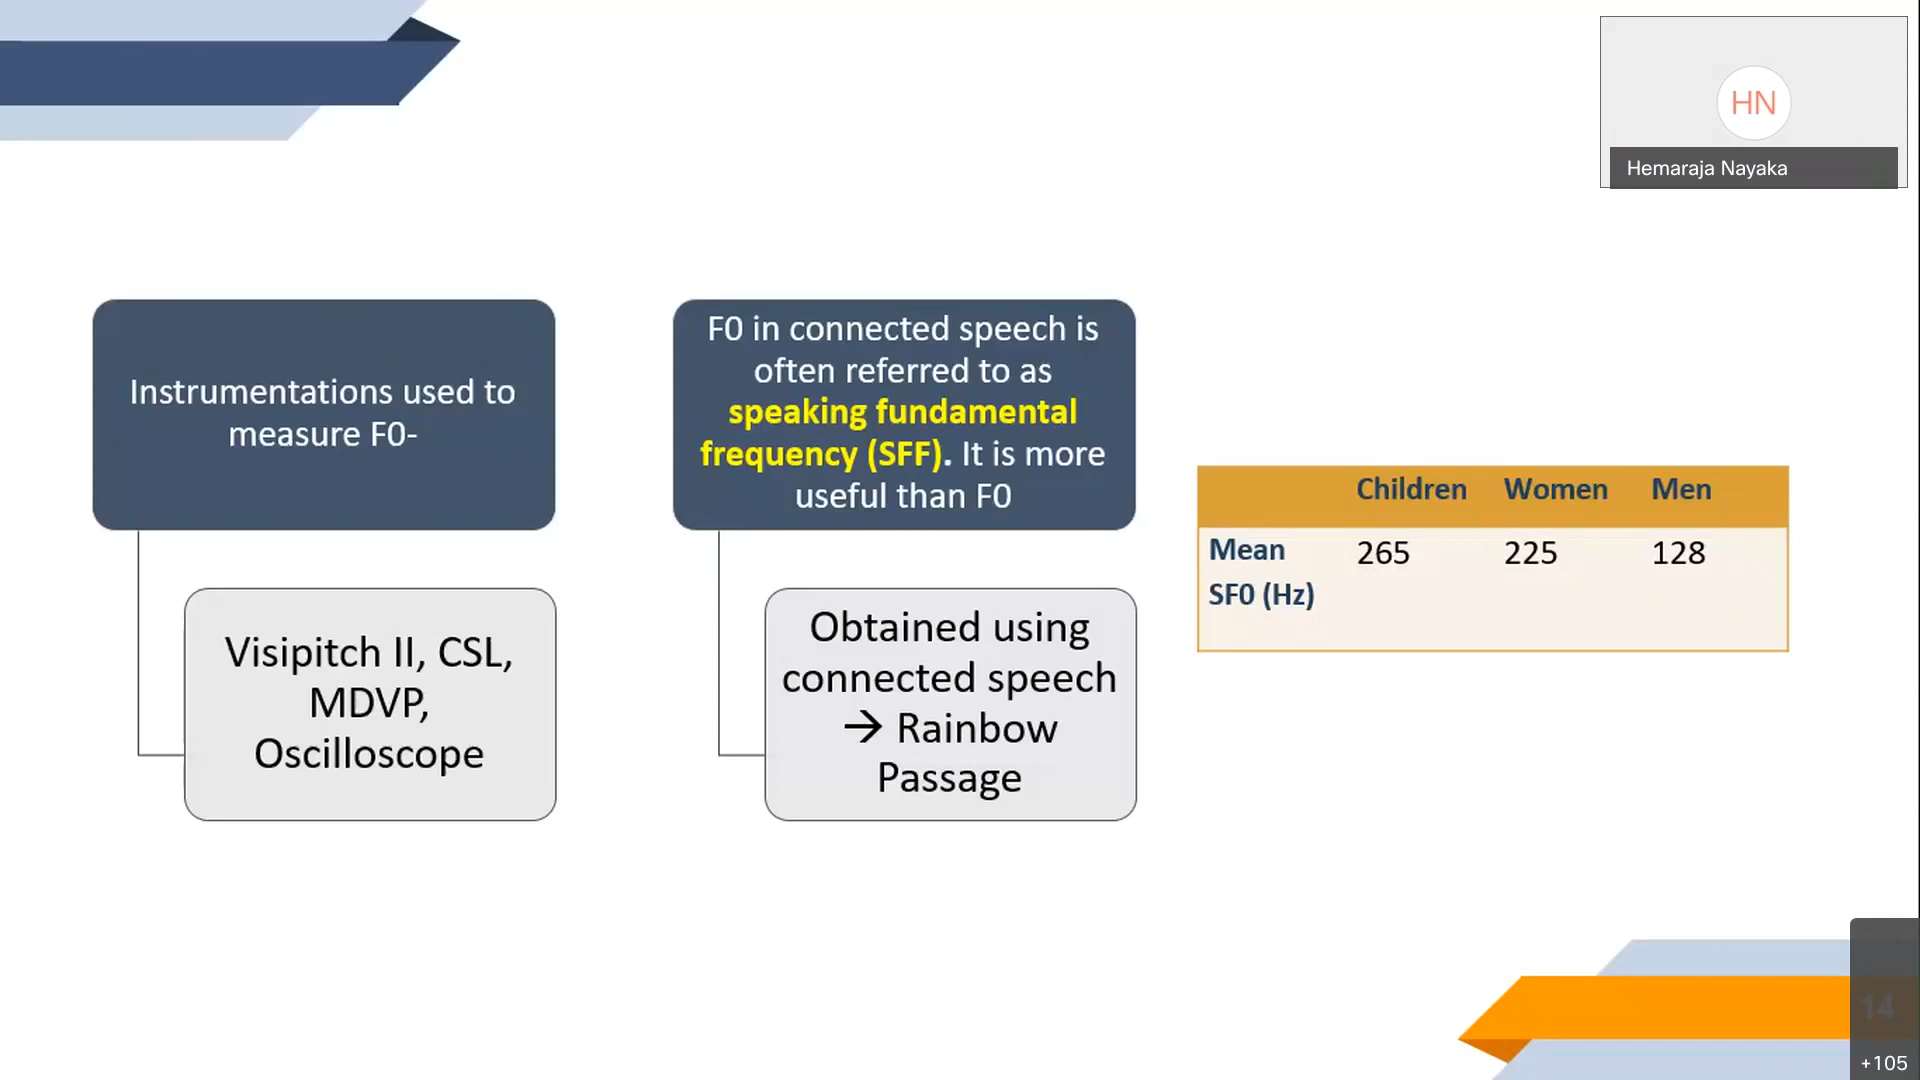 HN
Hemaraja Nayaka
Instrumentations used to
measure F0-
Visipitch II, CSL,
MDVP,
Oscilloscope
F0 in connected speech is
often referred to as
speaking fundamental
frequency (SFF). It is more
useful than F0
Obtained using
connected speech
→ Rainbow
Passage
Children Women Men
Mean 265 225 128
SF0 (Hz)
14
+105